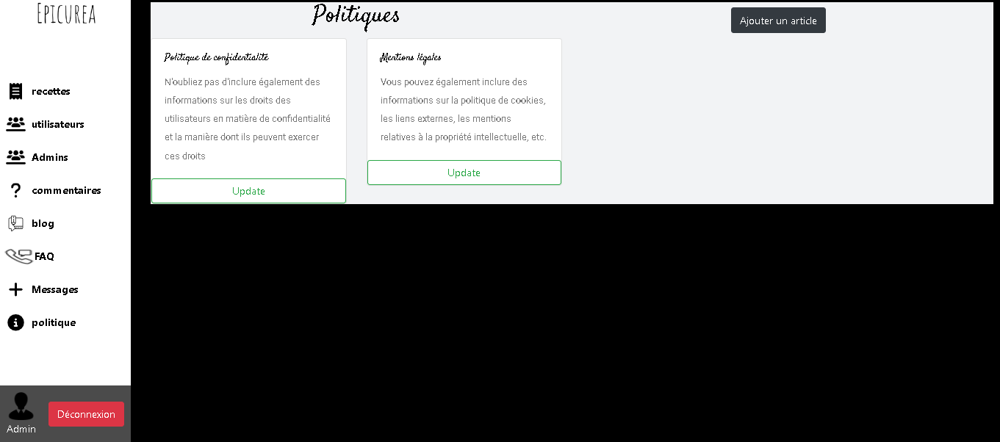 Epicurea
recettes
utilisateurs
Admins
commentaires
blog
FAQ
Messages
politique
Admin
Déconnexion
Politiques
Ajouter un article
Politique de confidentialité
N'oubliez pas d'inclure également des
informations sur les droits des
utilisateurs en matière de confidentialité
et la manière dont ils peuvent exercer
ces droits
Update
Mentions légales
Vous pouvez également inclure des
informations sur la politique de cookies,
les liens externes, les mentions
relatives à la propriété intellectuelle, etc.
Update